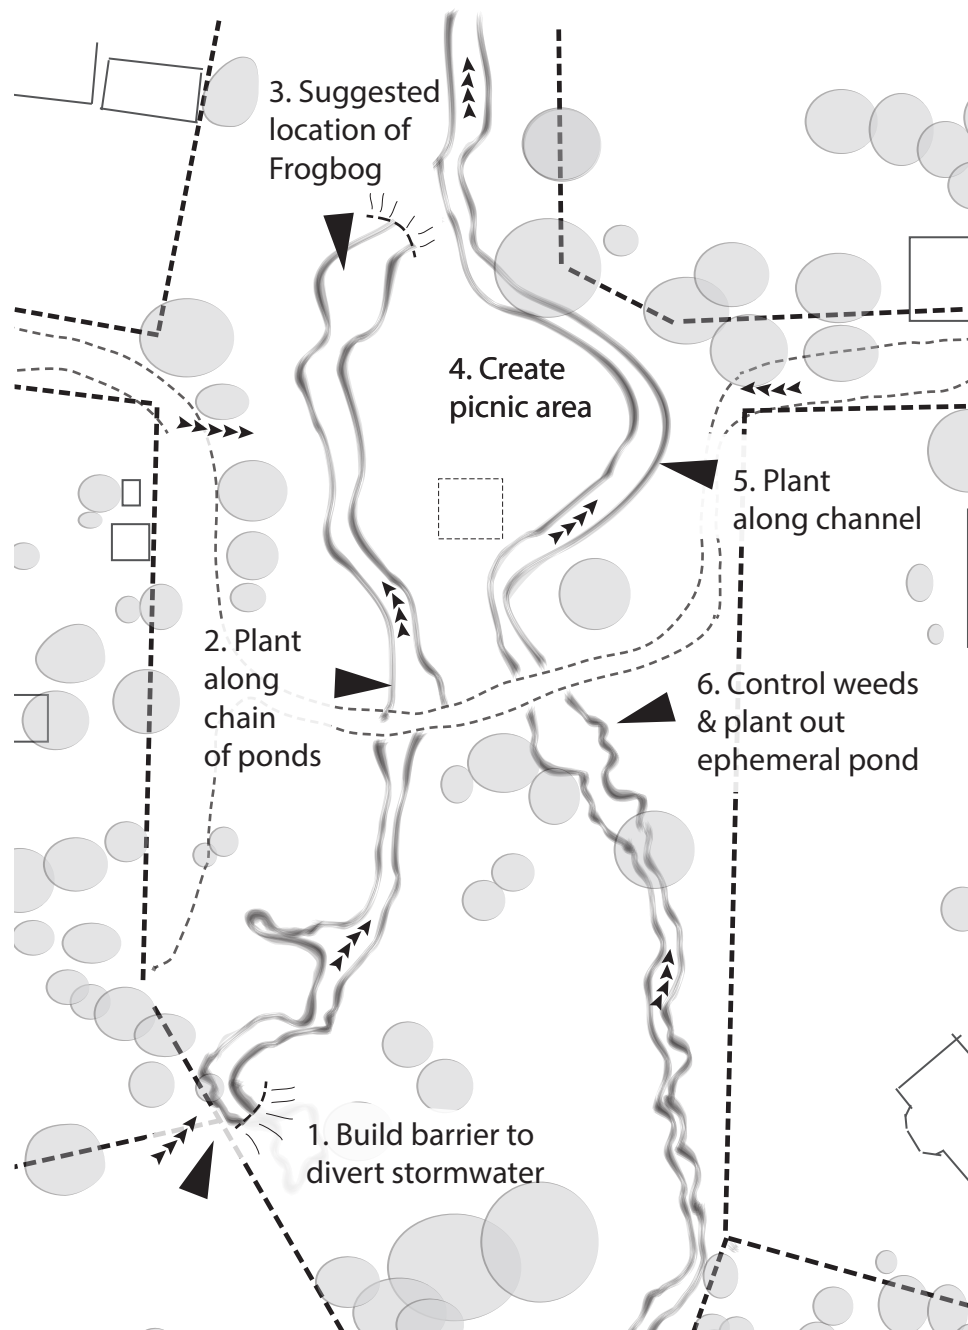 3. Suggested
location of
Frogbog
4. Create
picnic area
5. Plant
along channel
2. Plant
along
chain
of ponds
6. Control weeds
& plant out
ephemeral pond
1. Build barrier to
divert stormwater